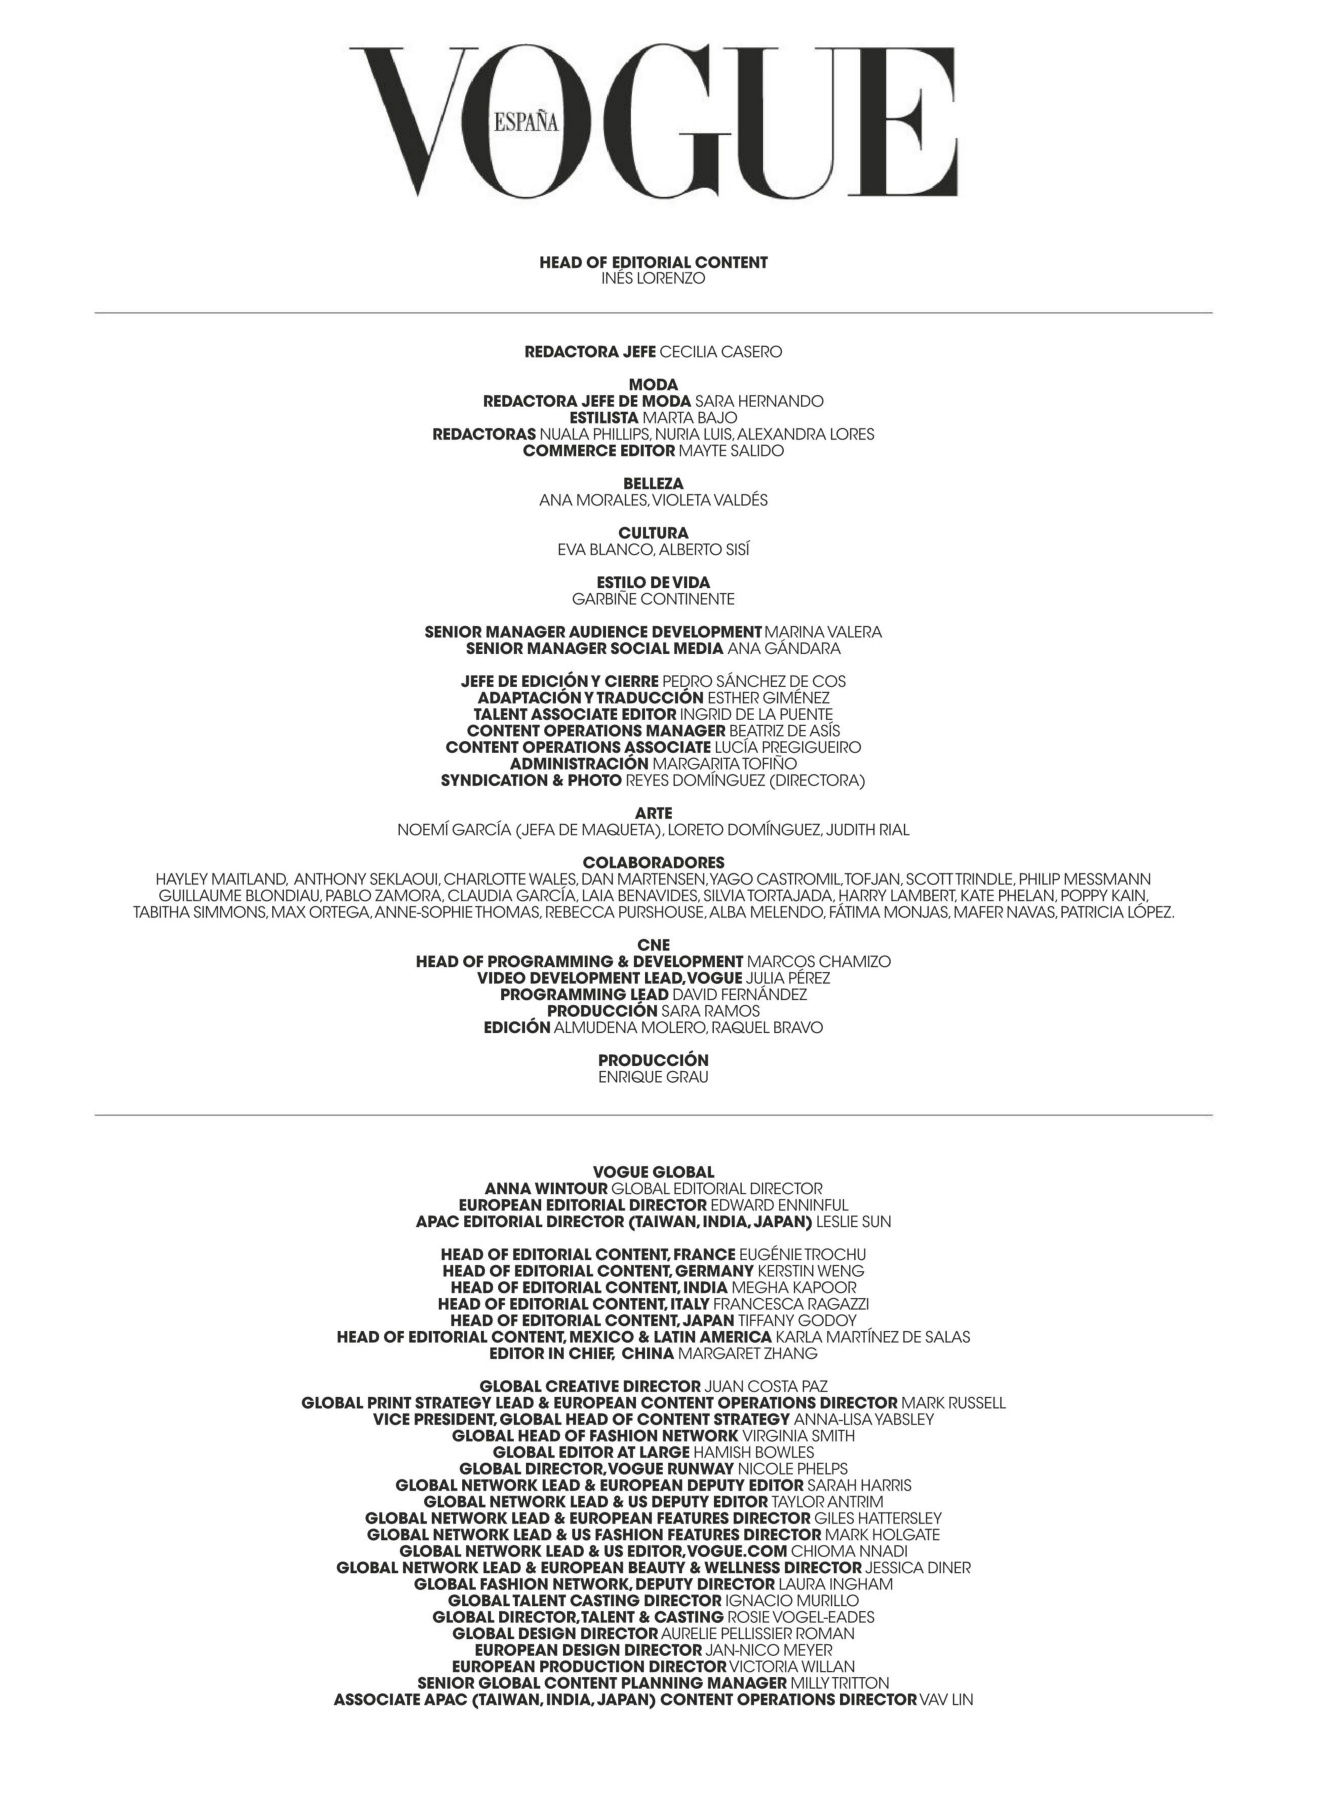 VOGUE
ESPAÑA
HEAD OF EDITORIAL CONTENT
INÉS LORENZO
REDACTORA JEFE CECILIA CASERO
MODA
REDACTORA JEFE DE MODA SARA HERNANDO
ESTILISTA MARTA BAJO
REDACTORAS NUALA PHILLIPS, NURIA LUIS, ALEXANDRA LORES
COMMERCE EDITOR MAYTE SALIDO
BELLEZA
ANA MORALES, VIOLETA VALDÉS
CULTURA
EVA BLANCO, ALBERTO SISÍ
ESTILO DE VIDA
GARBIÑE CONTINENTE
SENIOR MANAGER AUDIENCE DEVELOPMENT MARINA VALERA
SENIOR MANAGER SOCIAL MEDIA ANA GÁNDARA
JEFE DE EDICIÓN Y CIERRE PEDRO SÁNCHEZ DE COS
ADAPTACIÓN Y TRADUCCIÓN ESTHER GIMÉNEZ
TALENT ASSOCIATE EDITOR INGRID DE LA PUENTE
CONTENT OPERATIONS MANAGER BEATRIZ DE ASÍS
CONTENT OPERATIONS ASSOCIATE LUCÍA PREGIGUEIRO
ADMINISTRACIÓN MARGARITA TOFIÑO
SYNDICATION & PHOTO REYES DOMÍNGUEZ (DIRECTORA)
ARTE
NOEMÍ GARCÍA (JEFA DE MAQUETA), LORETO DOMÍNGUEZ, JUDITH RIAL
COLABORADORES
HAYLEY MAITLAND, ANTHONY SEKLAOUI, CHARLOTTE WALES, DAN MARTENSEN, YAGO CASTROMIL, TOFJAN, SCOTT TRINDLE, PHILIP MESSMANN
GUILLAUME BLONDIAU, PABLO ZAMORA, CLAUDIA GARCÍA, LAIA BENAVIDES, SILVIA TORTAJADA, HARRY LAMBERT, KATE PHELAN, POPPY KAIN,
TABITHA SIMMONS, MAX ORTEGA, ANNE-SOPHIE THOMAS, REBECCA PURSHOUSE, ALBA MELENDO, FÁTIMA MONJAS, MAFER NAVAS, PATRICIA LÓPEZ.
CNE
HEAD OF PROGRAMMING & DEVELOPMENT MARCOS CHAMIZO
VIDEO DEVELOPMENT LEAD, VOGUE JULIA PÉREZ
PROGRAMMING LEAD DAVID FERNÁNDEZ
PRODUCCIÓN SARA RAMOS
EDICIÓN ALMUDENA MOLERO, RAQUEL BRAVO
PRODUCCIÓN
ENRIQUE GRAU
VOGUE GLOBAL
ANNA WINTOUR GLOBAL EDITORIAL DIRECTOR
EUROPEAN EDITORIAL DIRECTOR EDWARD ENNINFUL
APAC EDITORIAL DIRECTOR (TAIWAN, INDIA, JAPAN) LESLIE SUN
HEAD OF EDITORIAL CONTENT, FRANCE EUGÉNIE TROCHU
HEAD OF EDITORIAL CONTENT, GERMANY KERSTIN WENG
HEAD OF EDITORIAL CONTENT, INDIA MEGHA KAPOOR
HEAD OF EDITORIAL CONTENT, ITALY FRANCESCA RAGAZZI
HEAD OF EDITORIAL CONTENT, JAPAN TIFFANY GODOY
HEAD OF EDITORIAL CONTENT, MEXICO & LATIN AMERICA KARLA MARTÍNEZ DE SALAS
EDITOR IN CHIEF, CHINA MARGARET ZHANG
GLOBAL CREATIVE DIRECTOR JUAN COSTA PAZ
GLOBAL PRINT STRATEGY LEAD & EUROPEAN CONTENT OPERATIONS DIRECTOR MARK RUSSELL
VICE PRESIDENT, GLOBAL HEAD OF CONTENT STRATEGY ANNA-LISA YABSLEY
GLOBAL HEAD OF FASHION NETWORK VIRGINIA SMITH
GLOBAL EDITOR AT LARGE HAMISH BOWLES
GLOBAL DIRECTOR, VOGUE RUNWAY NICOLE PHELPS
GLOBAL NETWORK LEAD & EUROPEAN DEPUTY EDITOR SARAH HARRIS
GLOBAL NETWORK LEAD & US DEPUTY EDITOR TAYLOR ANTRIM
GLOBAL NETWORK LEAD & EUROPEAN FEATURES DIRECTOR GILES HATTERSLEY
GLOBAL NETWORK LEAD & US FASHION FEATURES DIRECTOR MARK HOLGATE
GLOBAL NETWORK LEAD & US EDITOR, VOGUE.COM CHIOMA NNADI
GLOBAL NETWORK LEAD & EUROPEAN BEAUTY & WELLNESS DIRECTOR JESSICA DINER
GLOBAL FASHION NETWORK, DEPUTY DIRECTOR LAURA INGHAM
GLOBAL TALENT CASTING DIRECTOR IGNACIO MURILLO
GLOBAL DIRECTOR, TALENT & CASTING ROSIE VOGEL-EADES
GLOBAL DESIGN DIRECTOR AURELIE PELLISSIER ROMAN
EUROPEAN DESIGN DIRECTOR JAN-NICO MEYER
EUROPEAN PRODUCTION DIRECTOR VICTORIA WILLAN
SENIOR GLOBAL CONTENT PLANNING MANAGER MILLY TRITTON
ASSOCIATE APAC (TAIWAN, INDIA, JAPAN) CONTENT OPERATIONS DIRECTOR VAV LIN